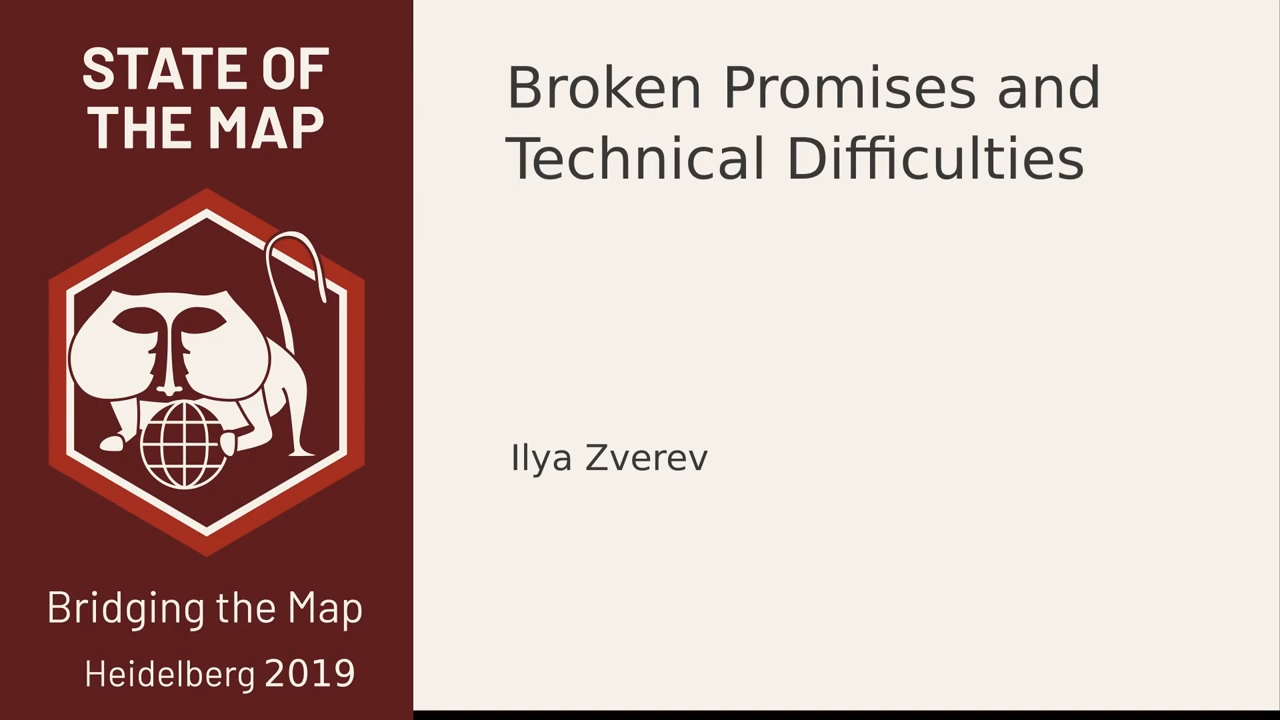 STATE OF
THE MAP
Bridging the Map
Heidelberg 2019
Broken Promises and
Technical Difficulties
Ilya Zverev